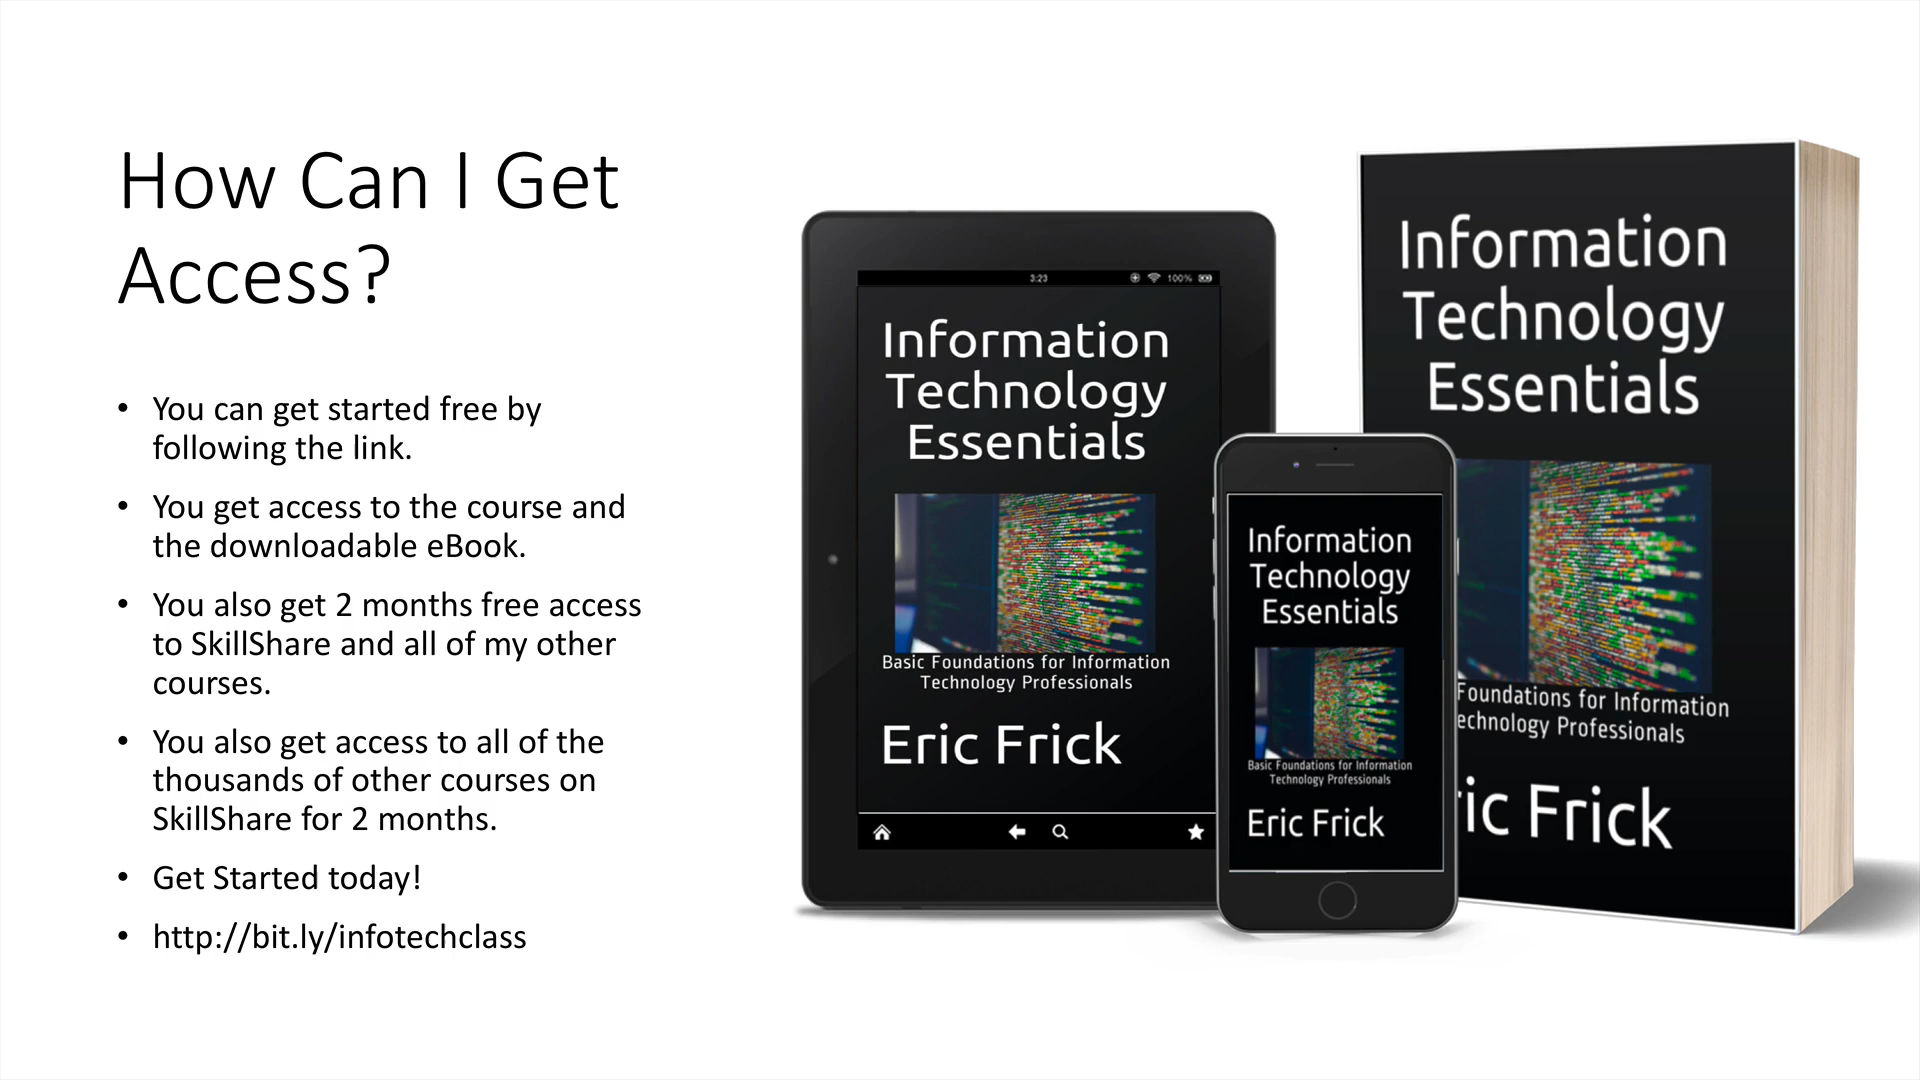 How Can I Get
Access?
• You can get started free by
following the link.
• You get access to the course and
the downloadable eBook.
• You also get 2 months free access
to SkillShare and all of my other
courses.
• You also get access to all of the
thousands of other courses on
SkillShare for 2 months.
• Get Started today!
• http://bit.ly/infotechclass
3:23 100%
Information
Technology
Essentials
Basic Foundations for Information
Technology Professionals
Eric Frick
Information
Technology
Essentials
Basic Foundations for Information
Technology Professionals
Eric Frick
Information
Technology
Essentials
Foundations for Information
echnology Professionals
ric Frick